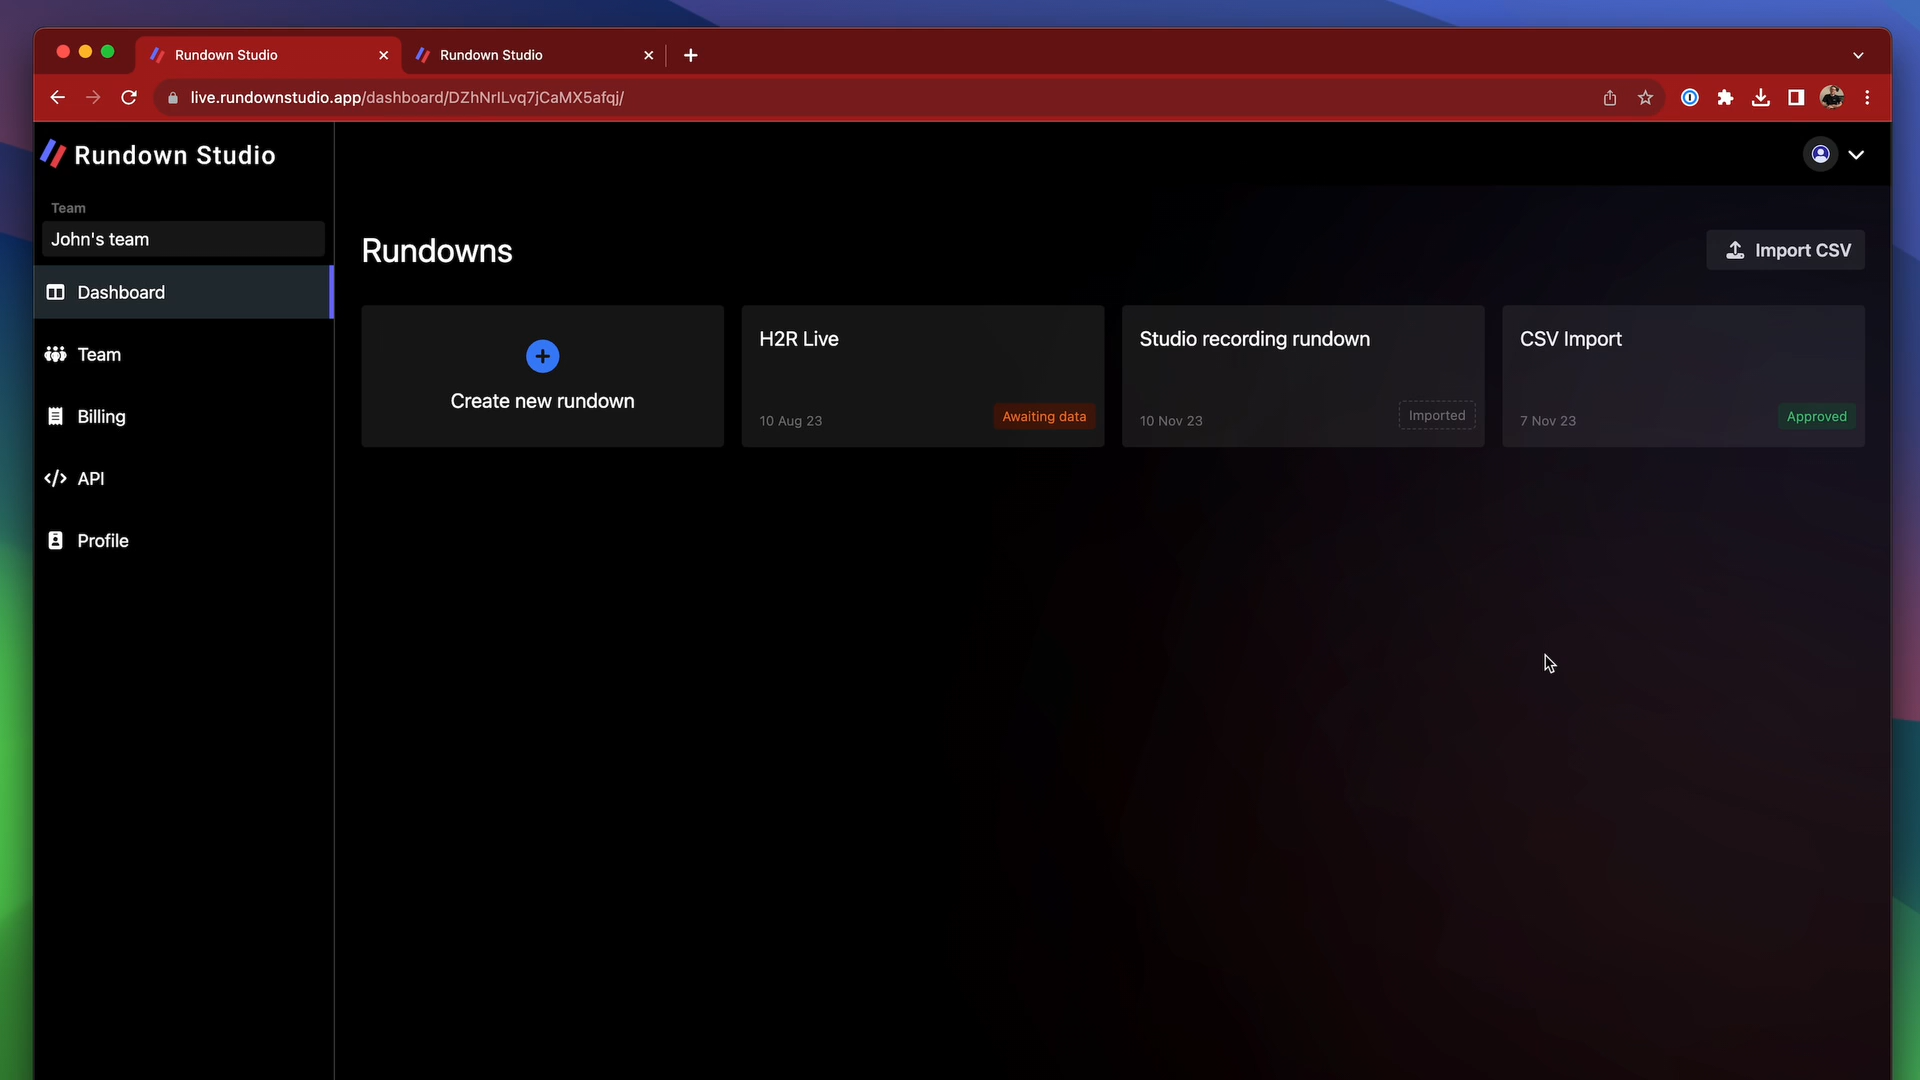 Rundown Studio
Rundown Studio
live.rundownstudio.app/dashboard/DZhNrlLvq7jCaMX5afqj/
Rundown Studio
Team
John's team
Dashboard
Team
Billing
API
Profile
Rundowns
Import CSV
Create new rundown
H2R Live
10 Aug 23
Awaiting data
Studio recording rundown
10 Nov 23
Imported
CSV Import
7 Nov 23
Approved